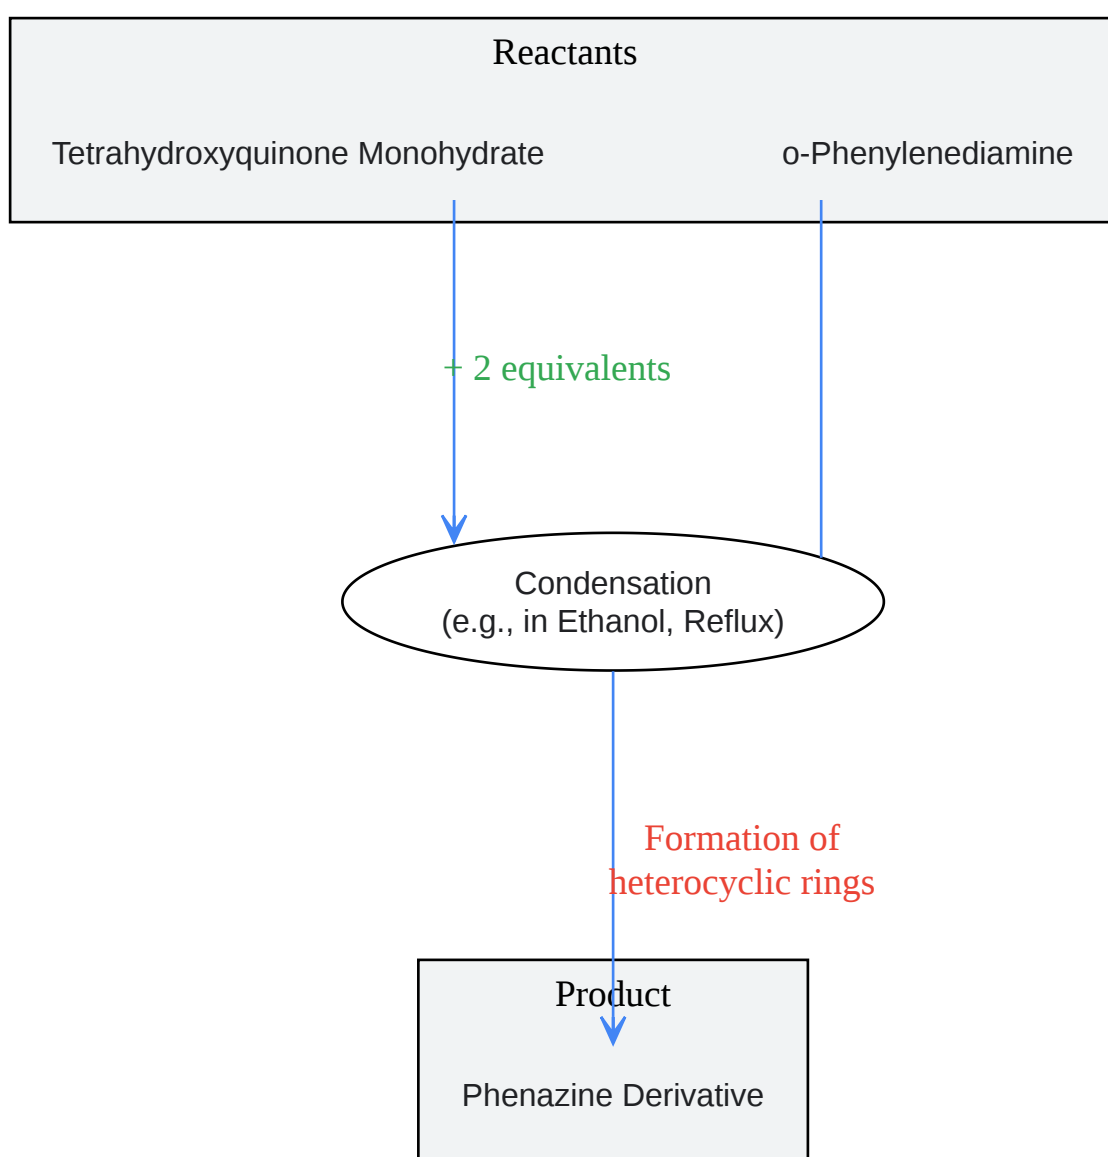 Reactants
Tetrahydroxyquinone Monohydrate
o-Phenylenediamine
+ 2 equivalents
Condensation
(e.g., in Ethanol, Reflux)
Formation of
heterocyclic rings
Product
Phenazine Derivative